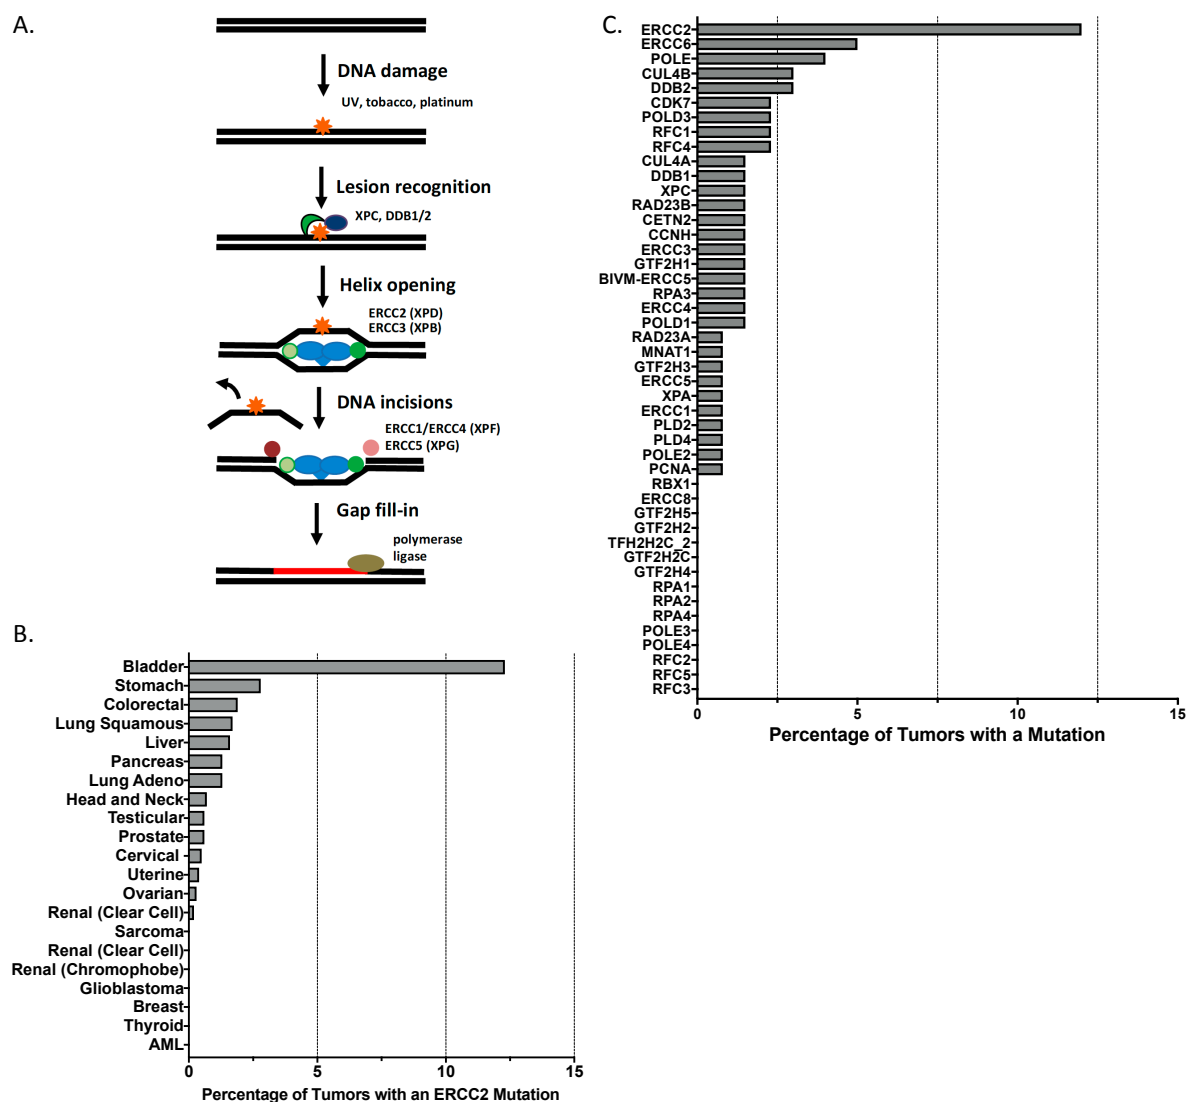 A.
DNA damage
UV, tobacco, platinum
Lesion recognition
XPC, DDB1/2
Helix opening
ERCC2 (XPD)
ERCC3 (XPB)
DNA incisions
ERCC1/ERCC4 (XPF)
ERCC5 (XPG)
Gap fill-in
polymerase
ligase
B.
Bladder
Stomach
Colorectal
Lung Squamous
Liver
Pancreas
Lung Adeno
Head and Neck
Testicular
Prostate
Cervical
Uterine
Ovarian
Renal (Clear Cell)
Sarcoma
Renal (Clear Cell)
Renal (Chromophobe)
Glioblastoma
Breast
Thyroid
AML
0 5 10 15
Percentage of Tumors with an ERCC2 Mutation
C.
ERCC2
ERCC6
POLE
CUL4B
DDB2
CDK7
POLD3
RFC1
RFC4
CUL4A
DDB1
XPC
RAD23B
CETN2
CCNH
ERCC3
GTF2H1
BIVM-ERCC5
RPA3
ERCC4
POLD1
RAD23A
MNAT1
GTF2H3
ERCC5
XPA
ERCC1
PLD2
PLD4
POLE2
PCNA
RBX1
ERCC8
GTF2H5
GTF2H2
TFH2H2C_2
GTF2H2C
GTF2H4
RPA1
RPA2
RPA4
POLE3
POLE4
RFC2
RFC5
RFC3
0 5 10 15
Percentage of Tumors with a Mutation